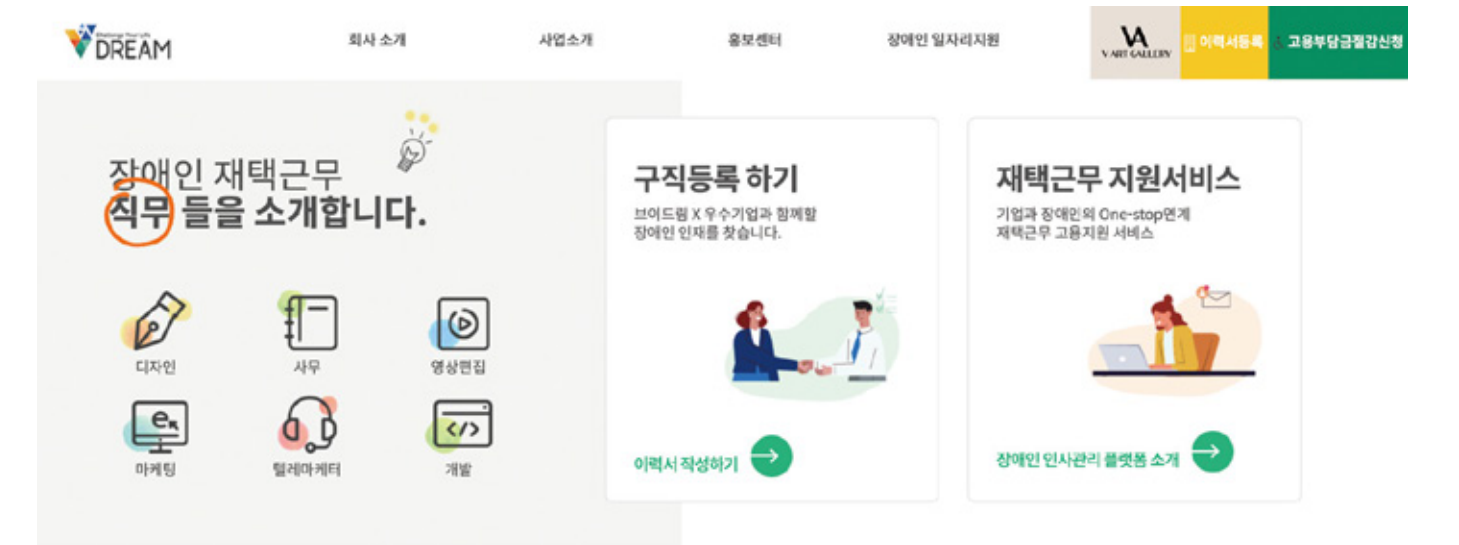 DREAM
회사 소개
사업소개
홍보센터
장애인 일자리지원
VA
V ART GALLERY
이력서등록
고용부담금절감신청
장애인 재택근무
직무 들을 소개합니다.
디자인
사무
영상편집
마케팅
텔레마케터
개발
구직등록 하기
브이드림 X 우수기업과 함께할
장애인 인재를 찾습니다.
이력서 작성하기
재택근무 지원서비스
기업과 장애인의 One-stop연계
재택근무 고용지원 서비스
장애인 인사관리 플랫폼 소개